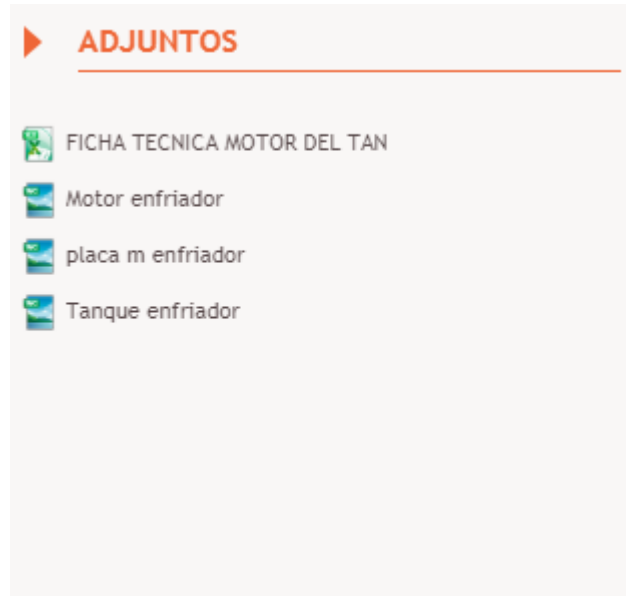 ADJUNTOS
FICHA TECNICA MOTOR DEL TAN
Motor enfriador
placa m enfriador
Tanque enfriador